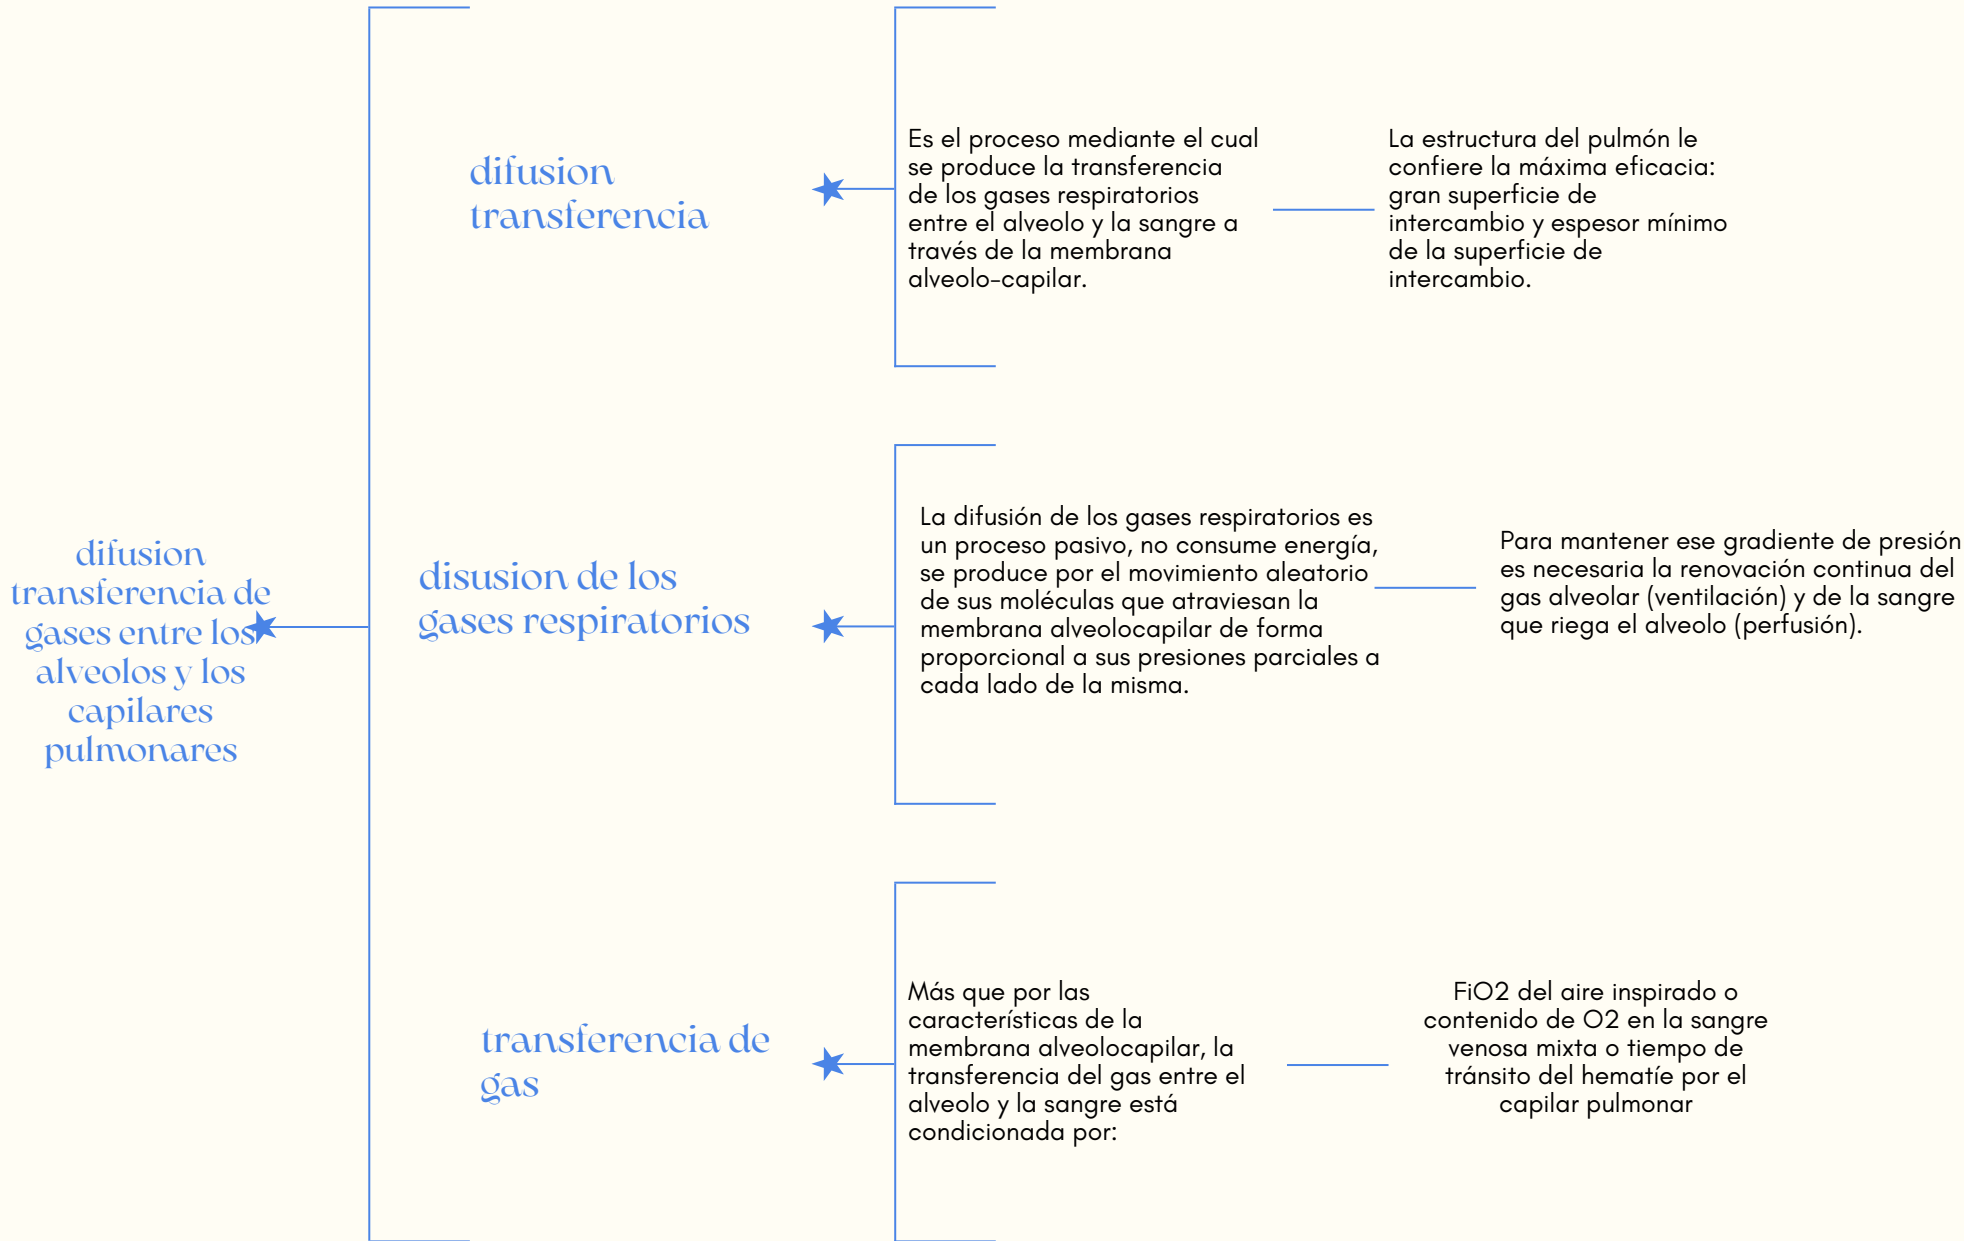 difusion
transferencia de
gases entre los
alveolos y los
capilares
pulmonares
difusion
transferencia
Es el proceso mediante el cual
se produce la transferencia
de los gases respiratorios
entre el alveolo y la sangre a
través de la membrana
alveolo-capilar.
La estructura del pulmón le
confiere la máxima eficacia:
gran superficie de
intercambio y espesor mínimo
de la superficie de
intercambio.
disusion de los
gases respiratorios
La difusión de los gases respiratorios es
un proceso pasivo, no consume energía,
se produce por el movimiento aleatorio
de sus moléculas que atraviesan la
membrana alveolocapilar de forma
proporcional a sus presiones parciales a
cada lado de la misma.
Para mantener ese gradiente de presión
es necesaria la renovación continua del
gas alveolar (ventilación) y de la sangre
que riega el alveolo (perfusión).
transferencia de
gas
Más que por las
características de la
membrana alveolocapilar, la
transferencia del gas entre el
alveolo y la sangre está
condicionada por:
FiO2 del aire inspirado o
contenido de O2 en la sangre
venosa mixta o tiempo de
tránsito del hematíe por el
capilar pulmonar